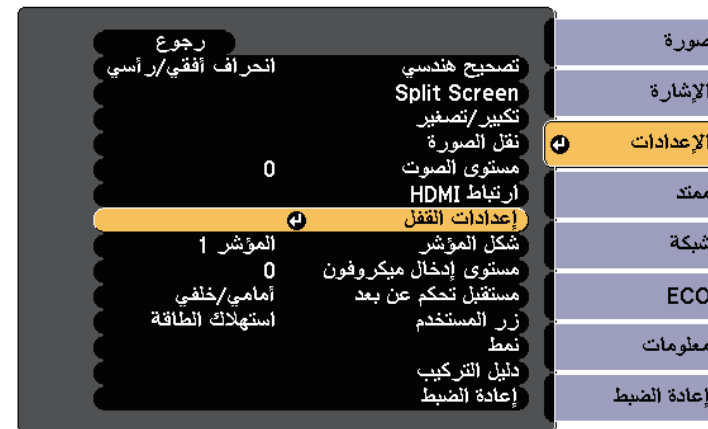 صورة
الإشارة
الإعدادات
ممتد
شبكة
ECO
معلومات
إعادة الضبط
رجوع
تصحيح هندسي انحراف أفقي/رأسي
Split Screen
تكبير/تصغير
نقل الصورة
مستوى الصوت 0
ارتباط HDMI
إعدادات القفل
شكل المؤشر المؤشر 1
مستوى إدخال ميكروفون 0
مستقبل تحكم عن بعد أمامي/خلفي
زر المستخدم استهلاك الطاقة
نمط
دليل التركيب
إعادة الضبط